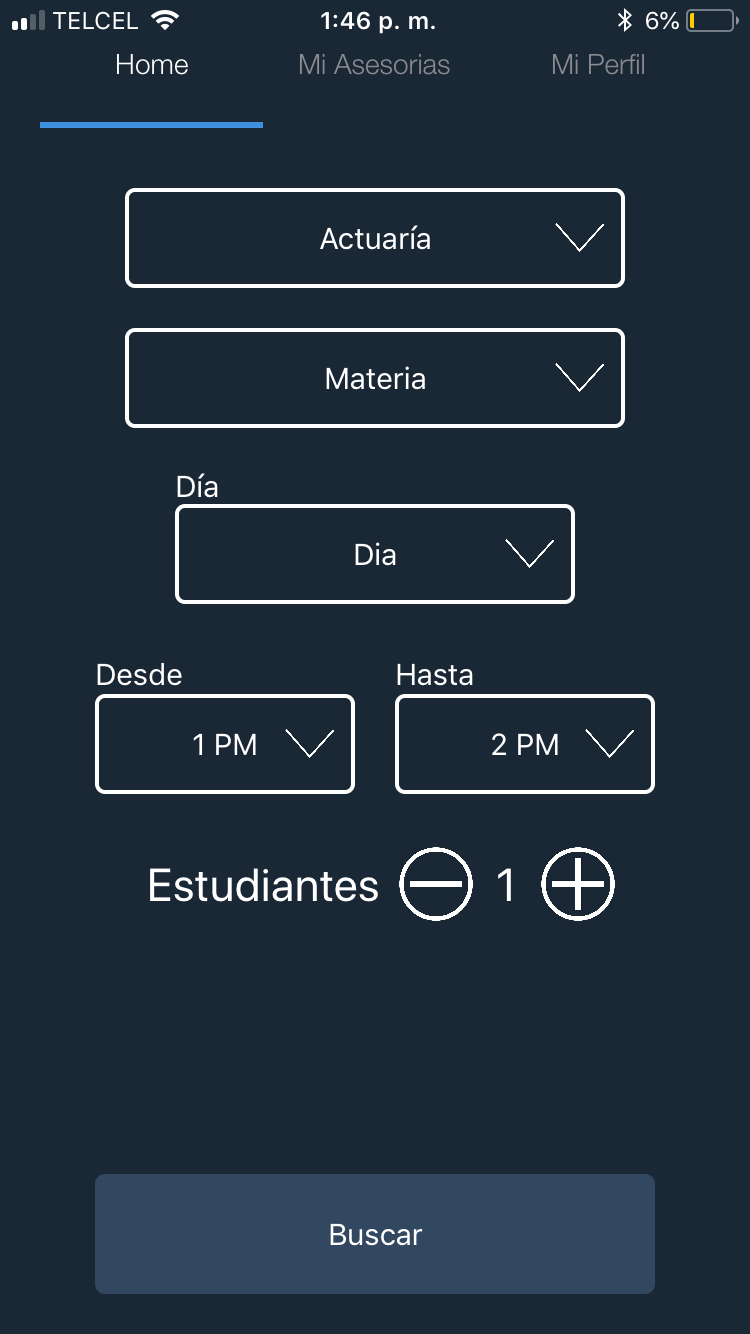 TELCEL 1:46 p. m. 6%
Home Mi Asesorias Mi Perfil
Actuaría
Materia
Día
Dia
Desde Hasta
1 PM 2 PM
Estudiantes 1
Buscar